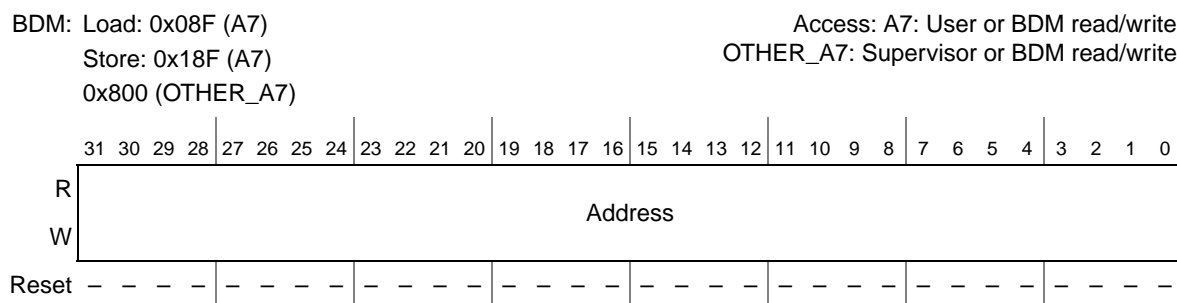 BDM: Load: 0x08F (A7) Access: A7: User or BDM read/write
Store: 0x18F (A7) OTHER_A7: Supervisor or BDM read/write
0x800 (OTHER_A7)
31 30 29 28 27 26 25 24 23 22 21 20 19 18 17 16 15 14 13 12 11 10 9 8 7 6 5 4 3 2 1 0
R
Address
W
Reset – – – – – – – – – – – – – – – – – – – – – – – – – – – – – – – –